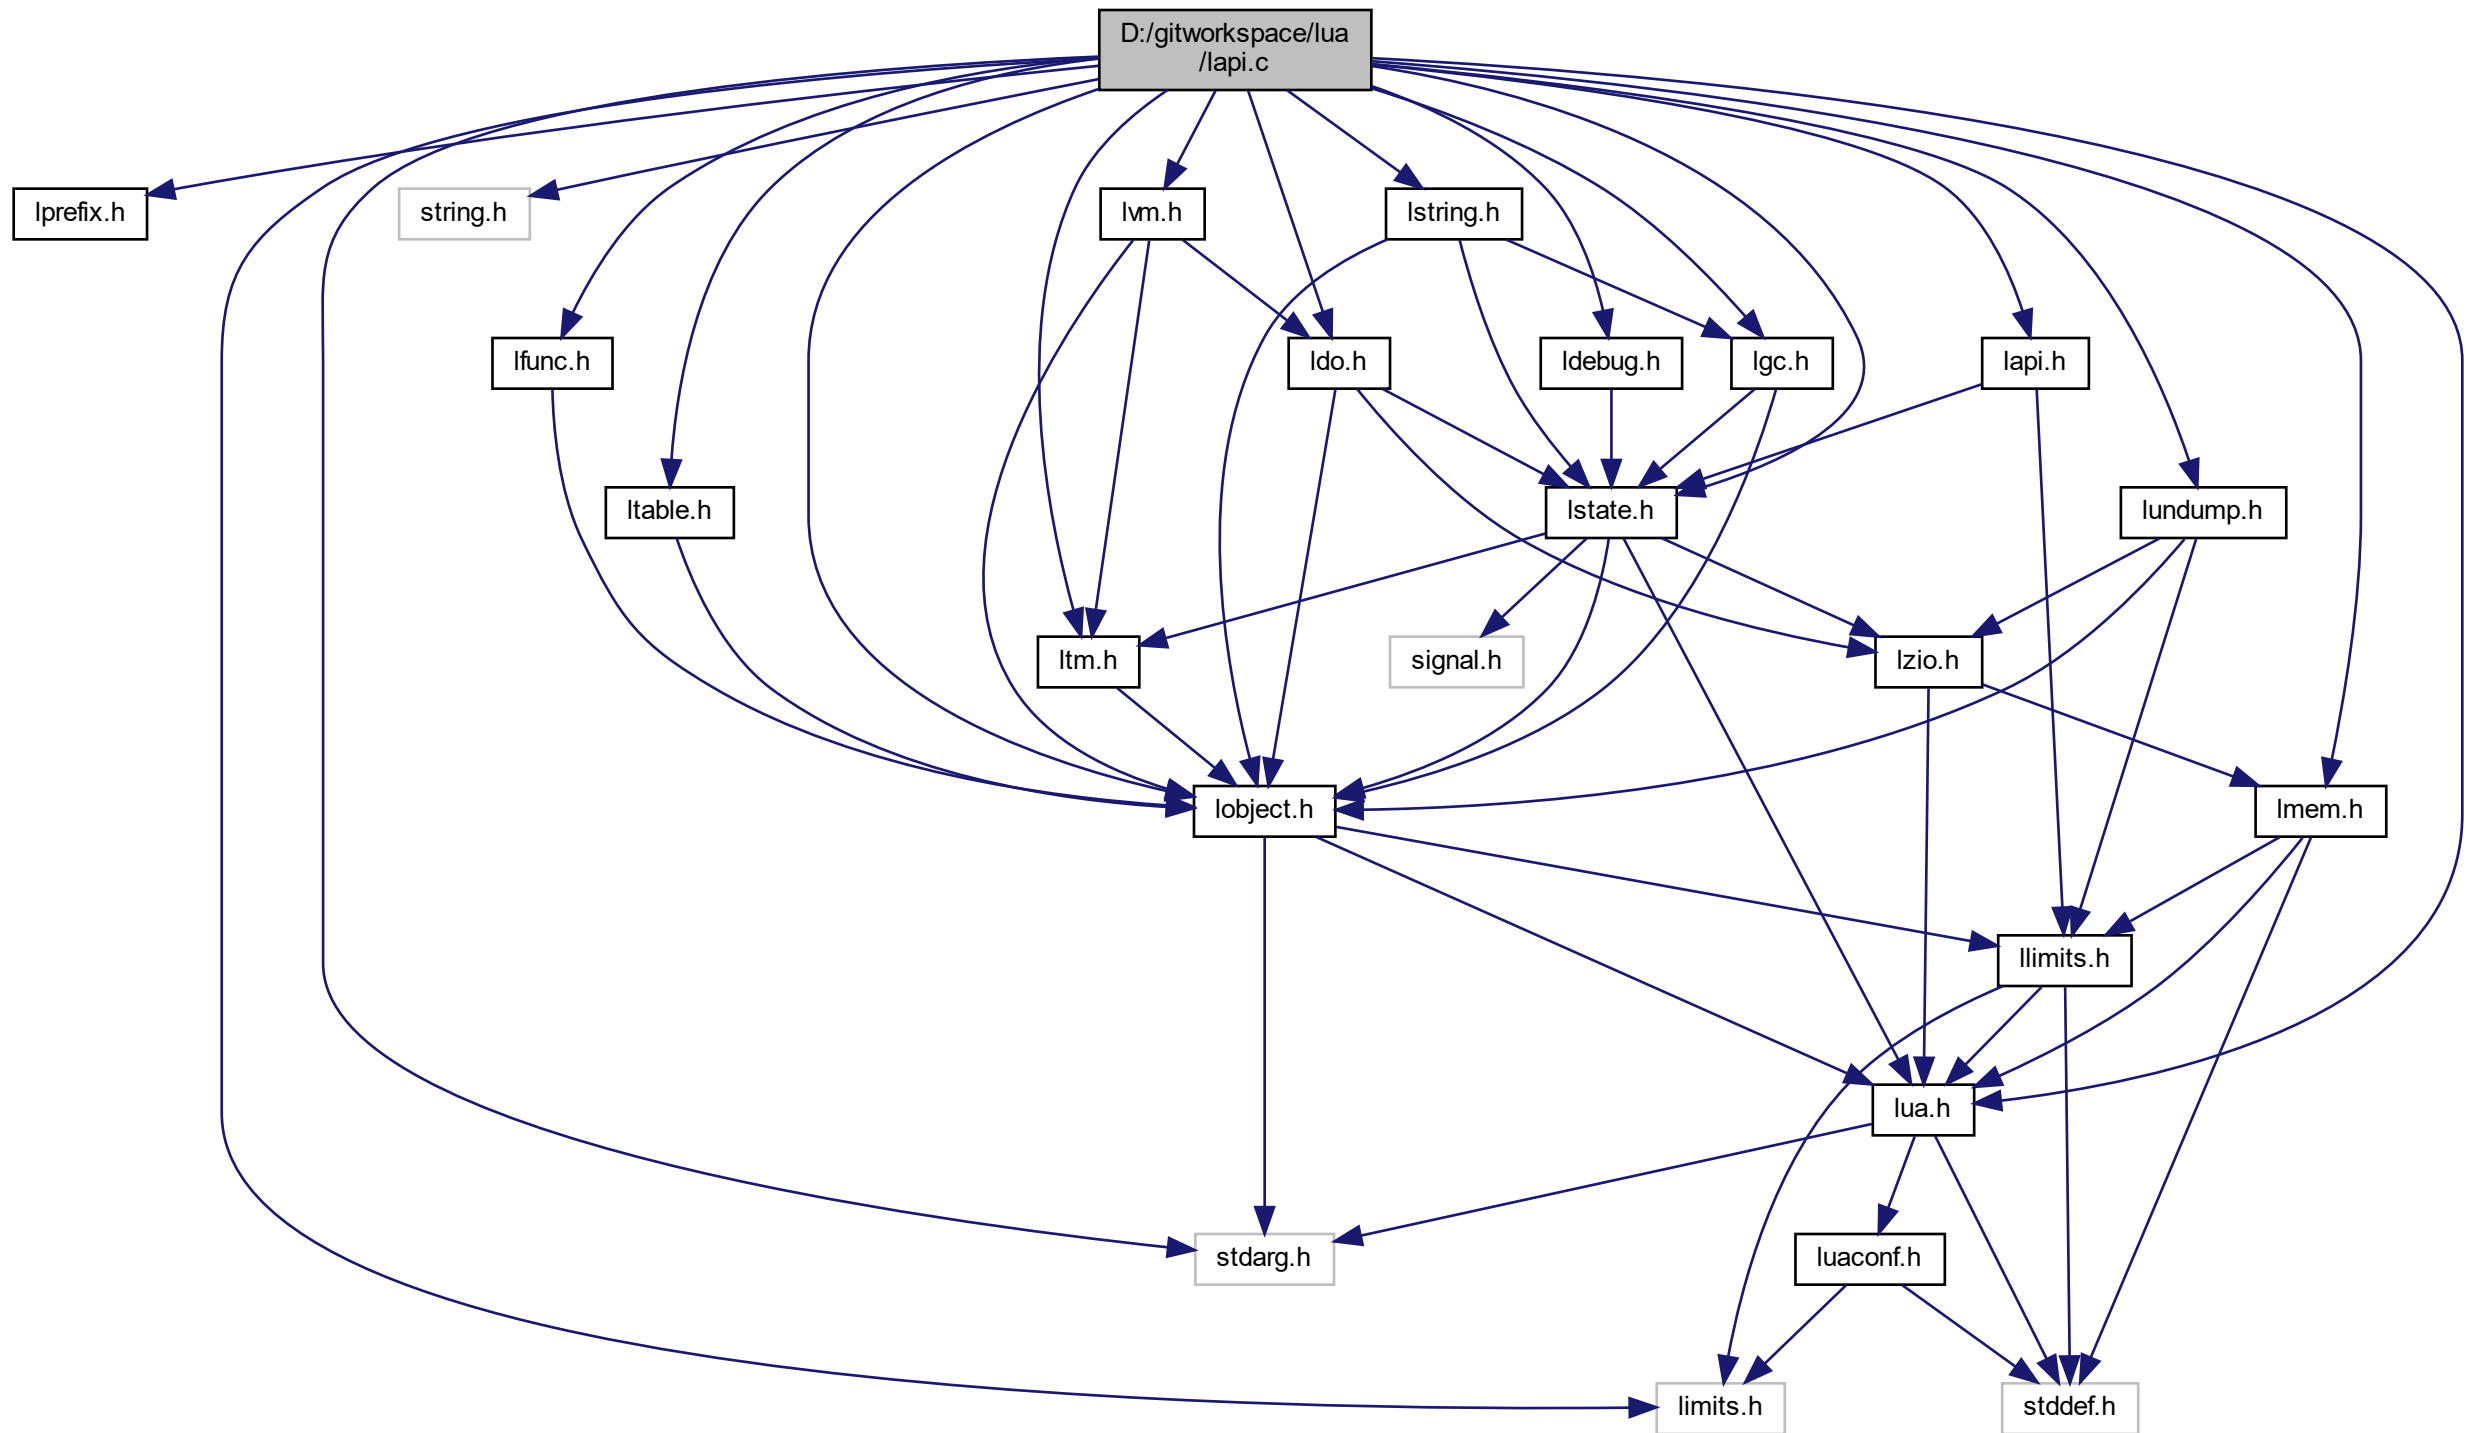 D:/gitworkspace/lua
/lapi.c
lprefix.h
string.h
lvm.h
lstring.h
lfunc.h
ldo.h
ldebug.h
lgc.h
lapi.h
ltable.h
lstate.h
lundump.h
ltm.h
signal.h
lzio.h
lobject.h
lmem.h
llimits.h
lua.h
stdarg.h
luaconf.h
limits.h
stddef.h